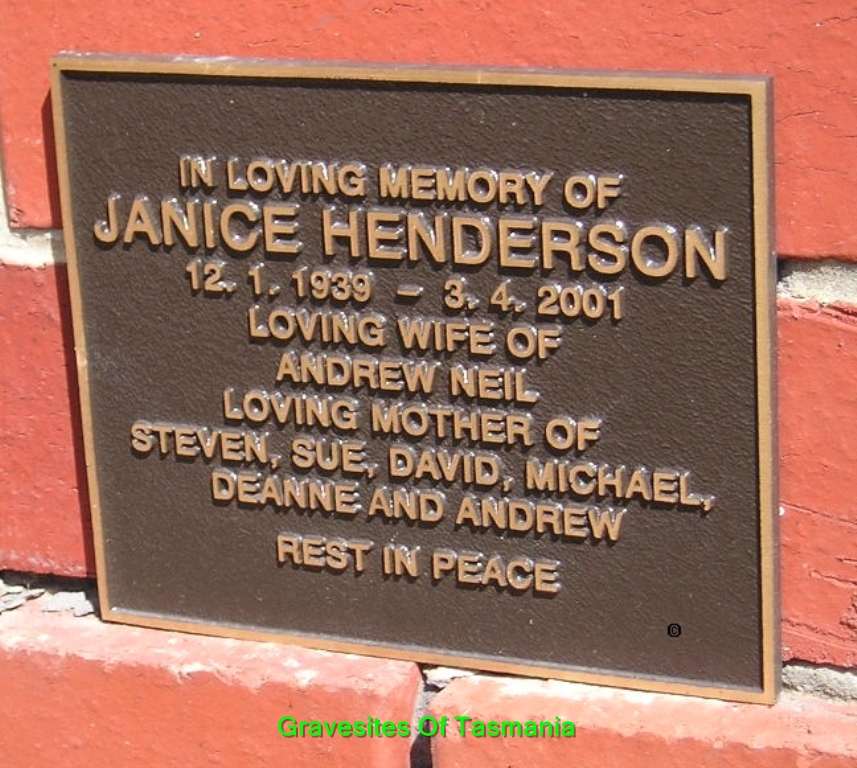 IN LOVING MEMORY OF
JANICE HENDERSON
12. 1. 1939 – 3. 4. 2001
LOVING WIFE OF
ANDREW NEIL
LOVING MOTHER OF
STEVEN, SUE, DAVID, MICHAEL,
DEANNE AND ANDREW
REST IN PEACE
©
Gravesites Of Tasmania